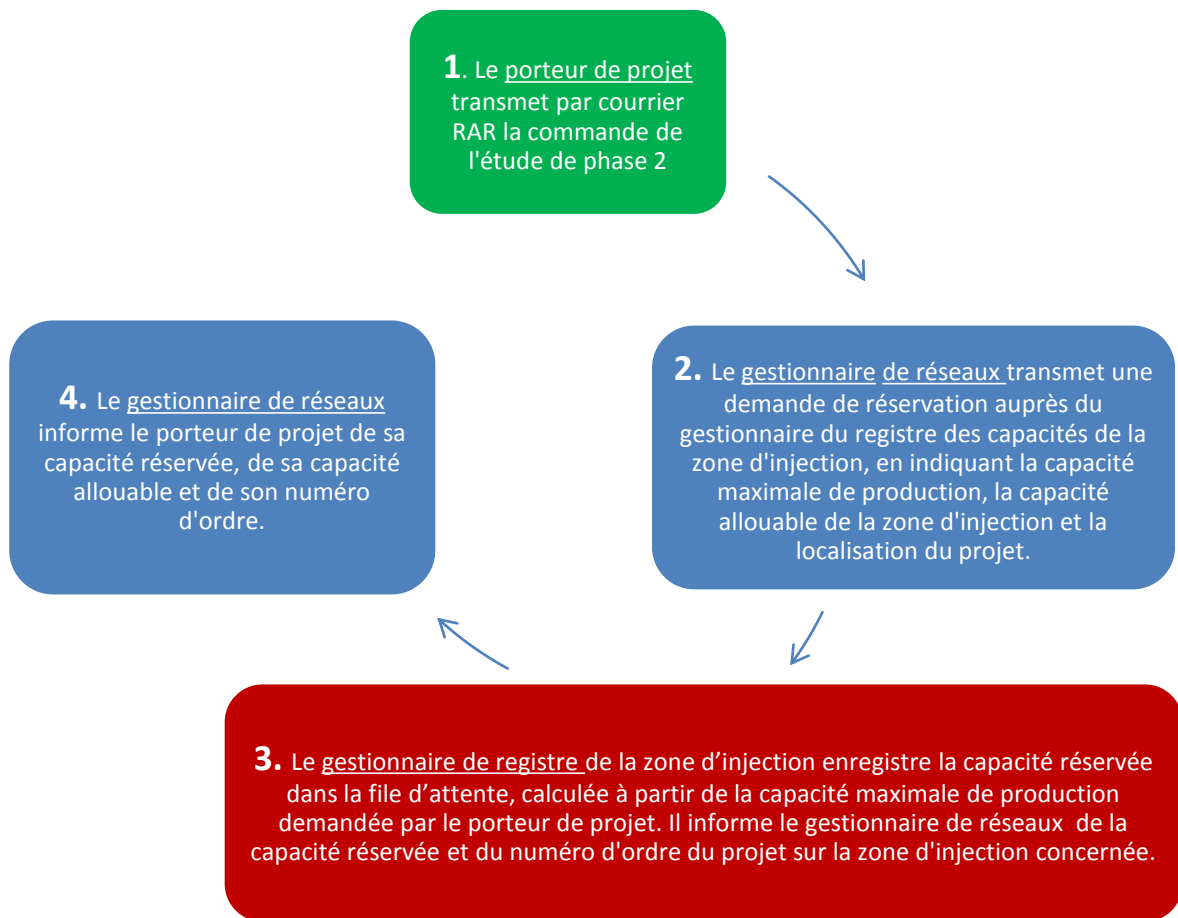 1. Le porteur de projet
transmet par courrier
RAR la commande de
l'étude de phase 2
2. Le gestionnaire de réseaux transmet une
demande de réservation auprès du
gestionnaire du registre des capacités de la
zone d'injection, en indiquant la capacité
maximale de production, la capacité
allouable de la zone d'injection et la
localisation du projet.
3. Le gestionnaire de registre de la zone d’injection enregistre la capacité réservée
dans la file d’attente, calculée à partir de la capacité maximale de production
demandée par le porteur de projet. Il informe le gestionnaire de réseaux de la
capacité réservée et du numéro d'ordre du projet sur la zone d'injection concernée.
4. Le gestionnaire de réseaux
informe le porteur de projet de sa
capacité réservée, de sa capacité
allouable et de son numéro
d'ordre.